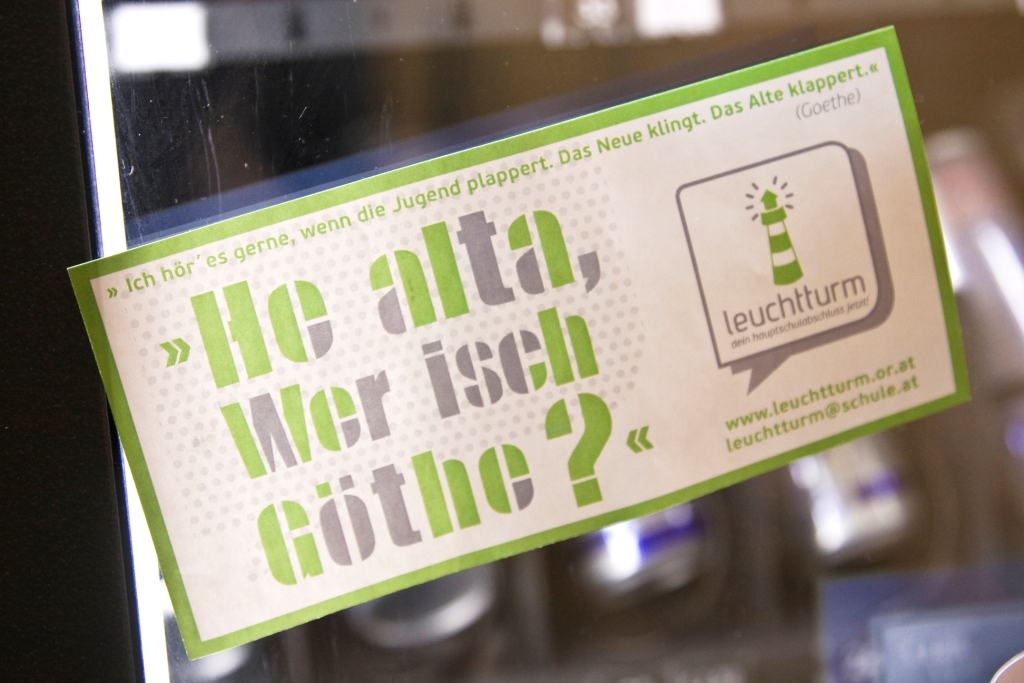 » Ich hör' es gerne, wenn die Jugend plappert. Das Neue klingt. Das Alte klappert.«
(Goethe)
»He alta,
Wer isch
Göthe?«
leuchtturm
dein hauptschulabschluss jetzt!
www.leuchtturm.or.at
leuchtturm@schule.at